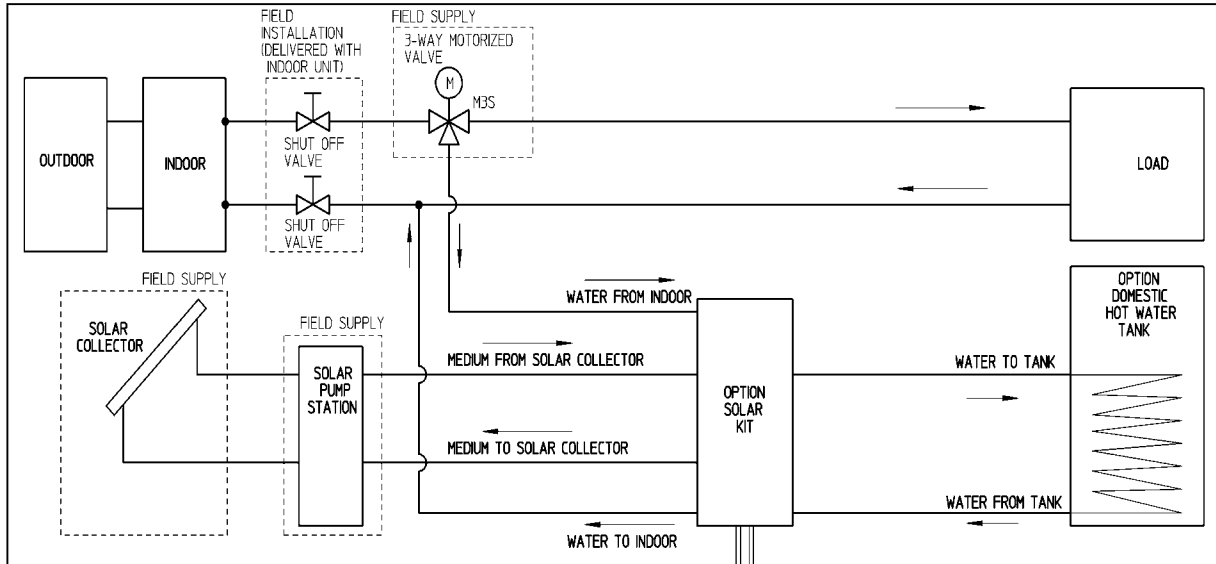 FIELD
INSTALLATION
(DELIVERED WITH
INDOOR UNIT)
FIELD SUPPLY
3-WAY MOTORIZED
VALVE
M
M3S
SHUT OFF
VALVE
OUTDOOR
INDOOR
LOAD
SHUT OFF
VALVE
FIELD SUPPLY
SOLAR
COLLECTOR
FIELD SUPPLY
SOLAR
PUMP
STATION
WATER FROM INDOOR
MEDIUM FROM SOLAR COLLECTOR
MEDIUM TO SOLAR COLLECTOR
WATER TO INDOOR
OPTION
SOLAR
KIT
OPTION
DOMESTIC
HOT WATER
TANK
WATER TO TANK
WATER FROM TANK